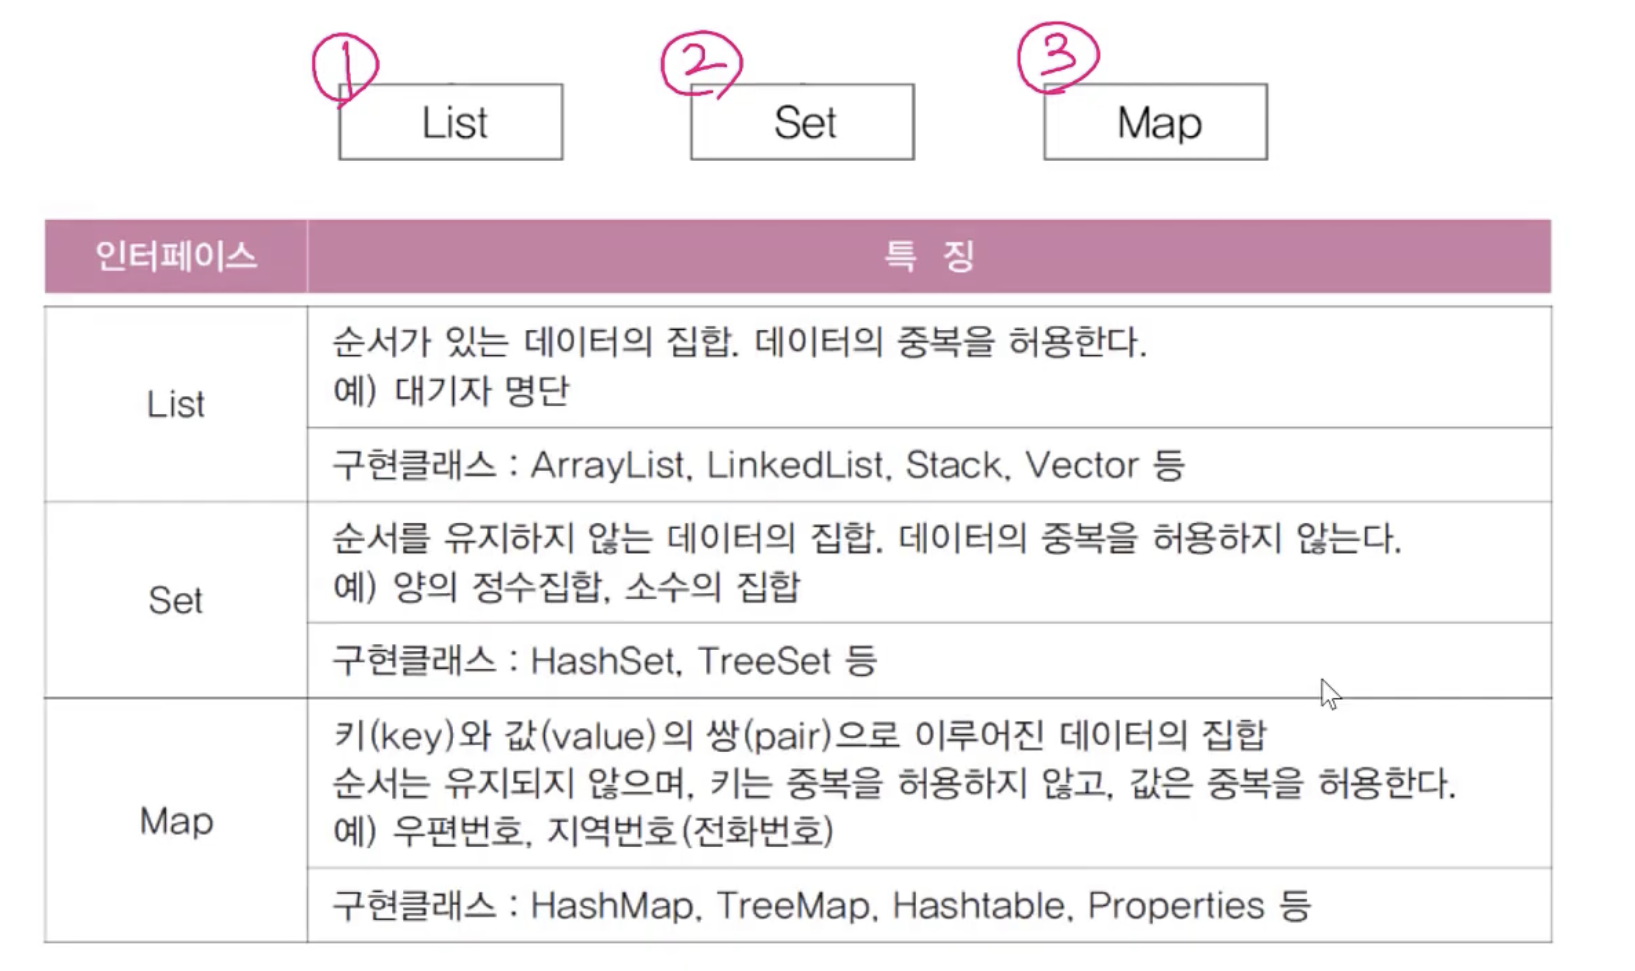 1 2 3
List Set Map
인터페이스 특 징
List
순서가 있는 데이터의 집합. 데이터의 중복을 허용한다.
예) 대기자 명단
구현클래스 : ArrayList, LinkedList, Stack, Vector 등
Set
순서를 유지하지 않는 데이터의 집합. 데이터의 중복을 허용하지 않는다.
예) 양의 정수집합, 소수의 집합
구현클래스 : HashSet, TreeSet 등
Map
키(key)와 값(value)의 쌍(pair)으로 이루어진 데이터의 집합
순서는 유지되지 않으며, 키는 중복을 허용하지 않고, 값은 중복을 허용한다.
예) 우편번호, 지역번호(전화번호)
구현클래스 : HashMap, TreeMap, Hashtable, Properties 등